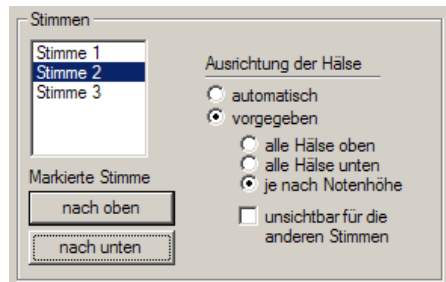 Stimmen
Stimme 1
Stimme 2
Stimme 3
Markierte Stimme
nach oben
nach unten
Ausrichtung der Hälse
automatisch
vorgegeben
alle Hälse oben
alle Hälse unten
je nach Notenhöhe
unsichtbar für die
anderen Stimmen